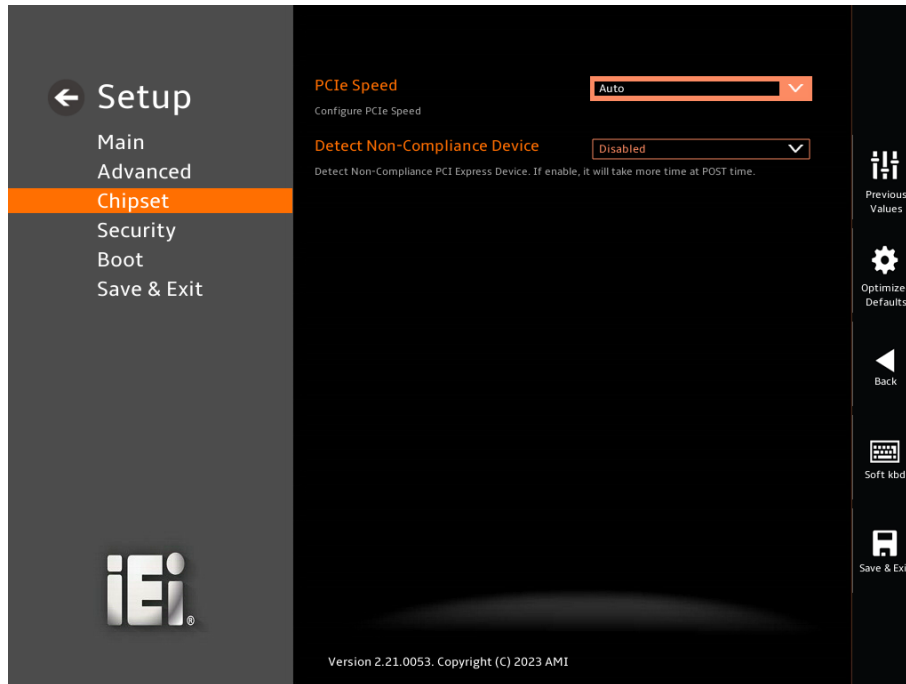 Setup
Main
Advanced
Chipset
Security
Boot
Save & Exit
iEi®
PCIe Speed
Auto
Configure PCIe Speed
Detect Non-Compliance Device
Disabled
Detect Non-Compliance PCI Express Device. If enable, it will take more time at POST time.
Version 2.21.0053. Copyright (C) 2023 AMI
Previous
Values
Optimize
Defaults
Back
Soft kbd
Save & Exi